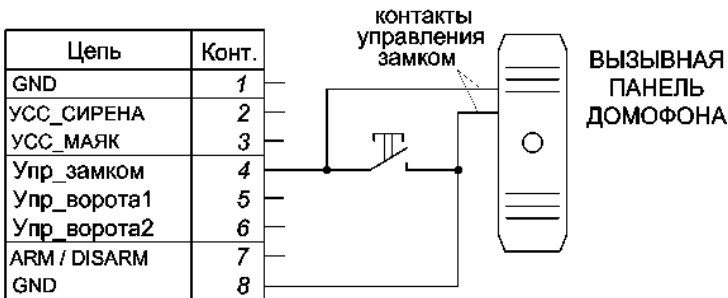 контакты
управления
замком
ВЫЗЫВНАЯ
ПАНЕЛЬ
ДОМОФОНА
Цепь Конт.
GND 1
УСС_СИРЕНА 2
УСС_МАЯК 3
Упр_замком 4
Упр_ворота1 5
Упр_ворота2 6
ARM / DISARM 7
GND 8